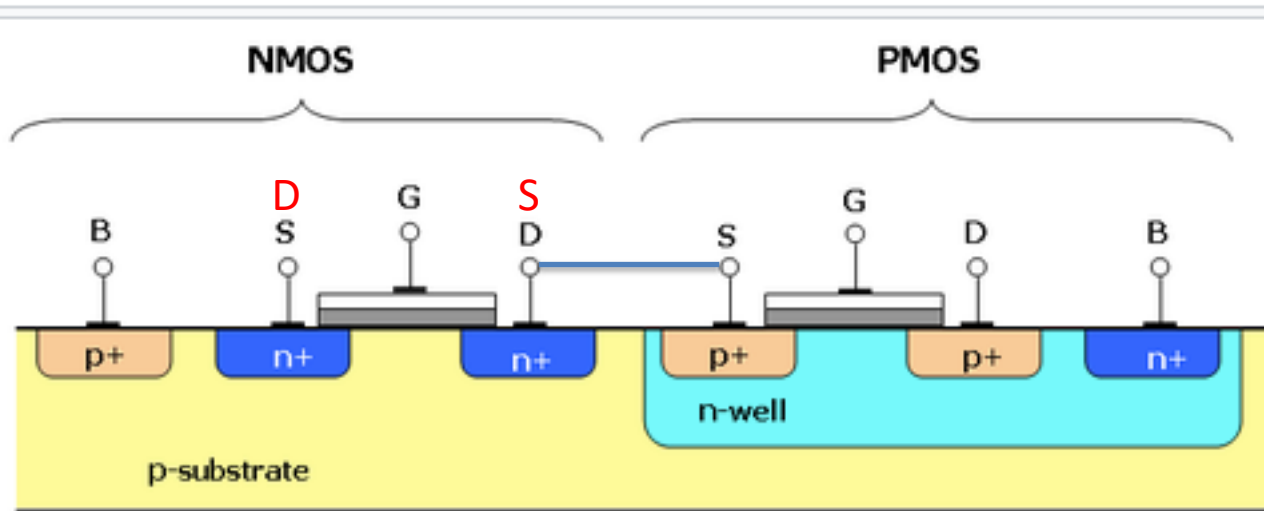 NMOS
PMOS
D
S
G
G
B
S
D
S
D
B
p+
n+
n+
p+
p+
n+
n-well
p-substrate